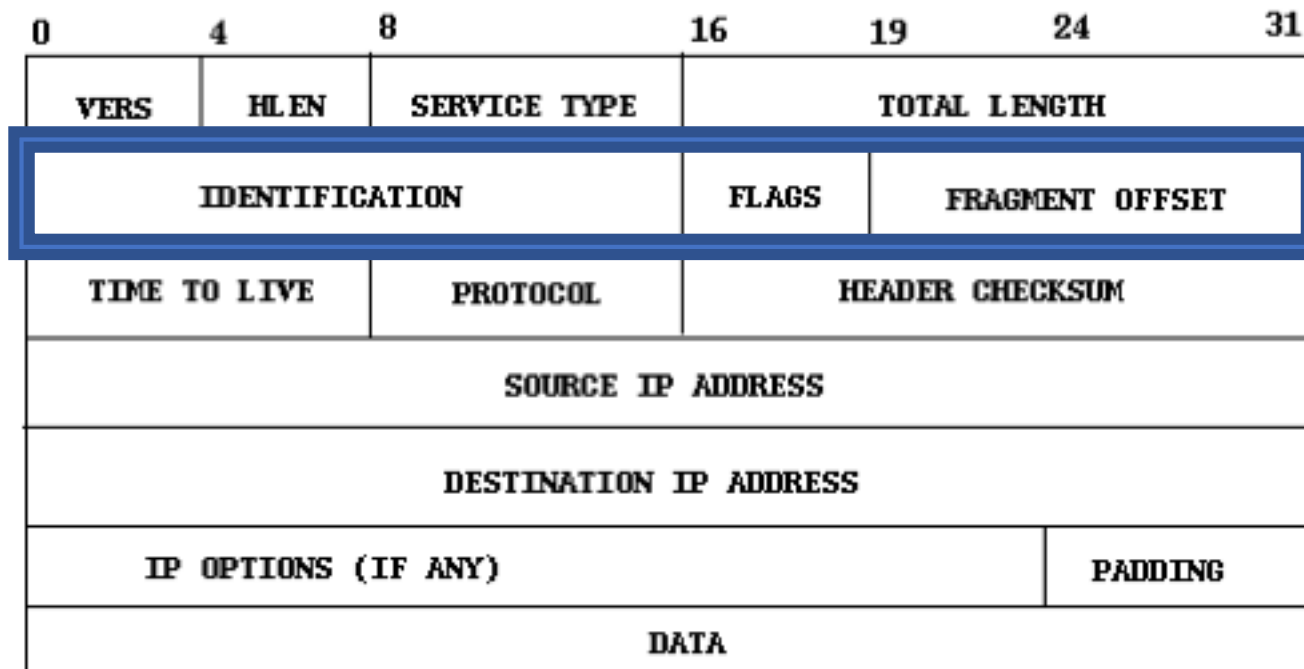 0 4 8 16 19 24 31
VERS HLEN SERVICE TYPE TOTAL LENGTH
IDENTIFICATION FLAGS FRAGMENT OFFSET
TIME TO LIVE PROTOCOL HEADER CHECKSUM
SOURCE IP ADDRESS
DESTINATION IP ADDRESS
IP OPTIONS (IF ANY) PADDING
DATA